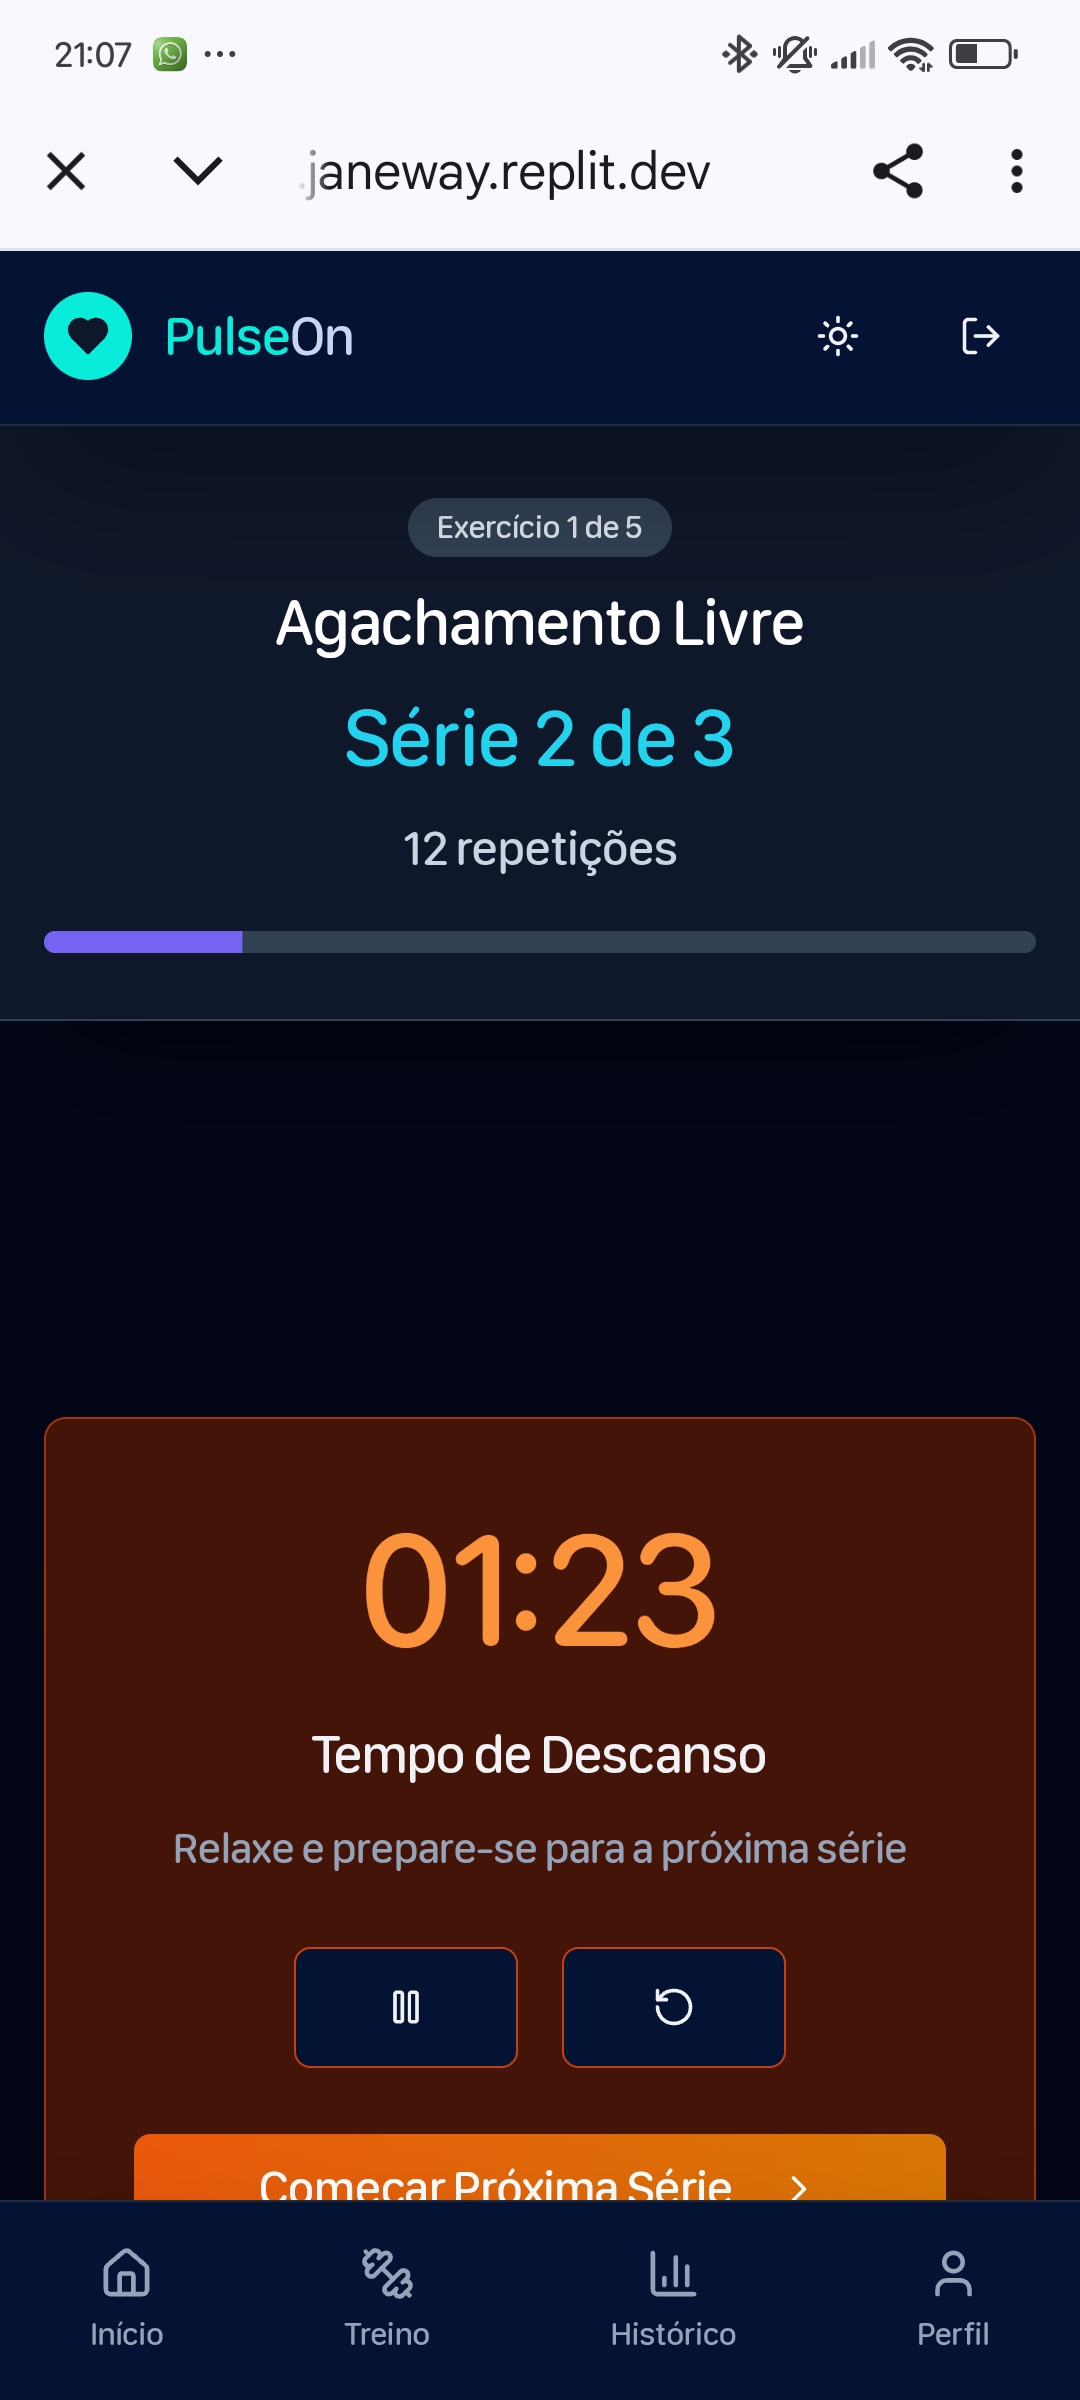 21:07
.janeway.replit.dev
PulseOn
Exercício 1 de 5
Agachamento Livre
Série 2 de 3
12 repetições
01:23
Tempo de Descanso
Relaxe e prepare-se para a próxima série
Começar Próxima Série
Início
Treino
Histórico
Perfil